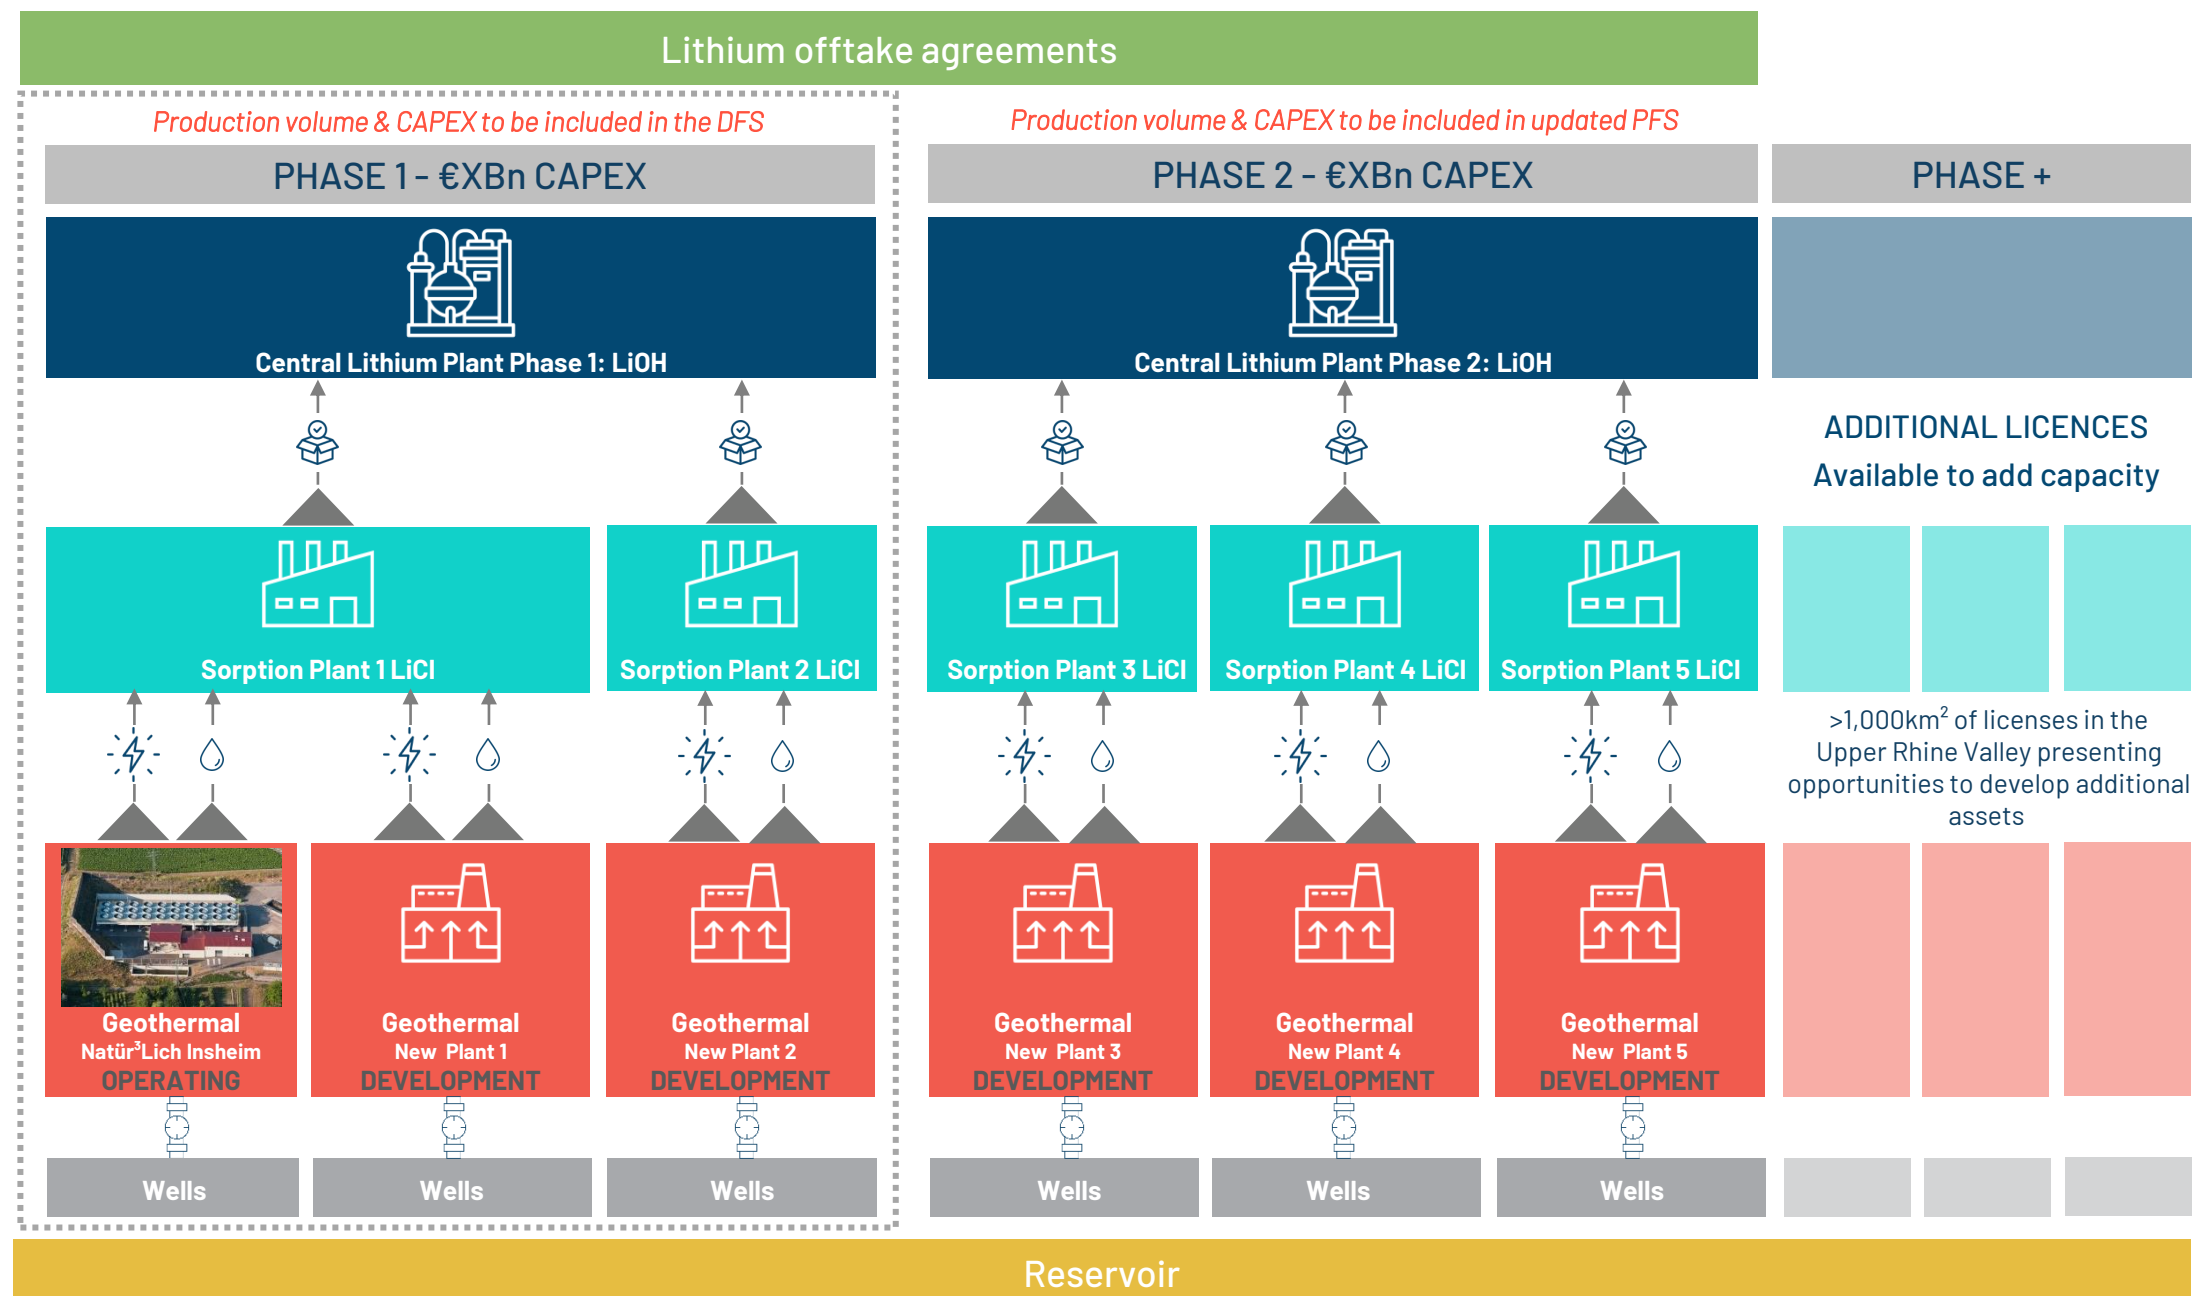 Lithium offtake agreements
Production volume & CAPEX to be included in the DFS
Production volume & CAPEX to be included in updated PFS
PHASE 1 - €XBn CAPEX
PHASE 2 - €XBn CAPEX
PHASE +
Central Lithium Plant Phase 1: LiOH
Central Lithium Plant Phase 2: LiOH
ADDITIONAL LICENCES
Available to add capacity
Sorption Plant 1 LiCl
Sorption Plant 2 LiCl
Sorption Plant 3 LiCl
Sorption Plant 4 LiCl
Sorption Plant 5 LiCl
>1,000km² of licenses in the
Upper Rhine Valley presenting
opportunities to develop additional
assets
Geothermal
Natür³Lich Insheim
OPERATING
Geothermal
New Plant 1
DEVELOPMENT
Geothermal
New Plant 2
DEVELOPMENT
Geothermal
New Plant 3
DEVELOPMENT
Geothermal
New Plant 4
DEVELOPMENT
Geothermal
New Plant 5
DEVELOPMENT
Wells
Wells
Wells
Wells
Wells
Wells
Reservoir